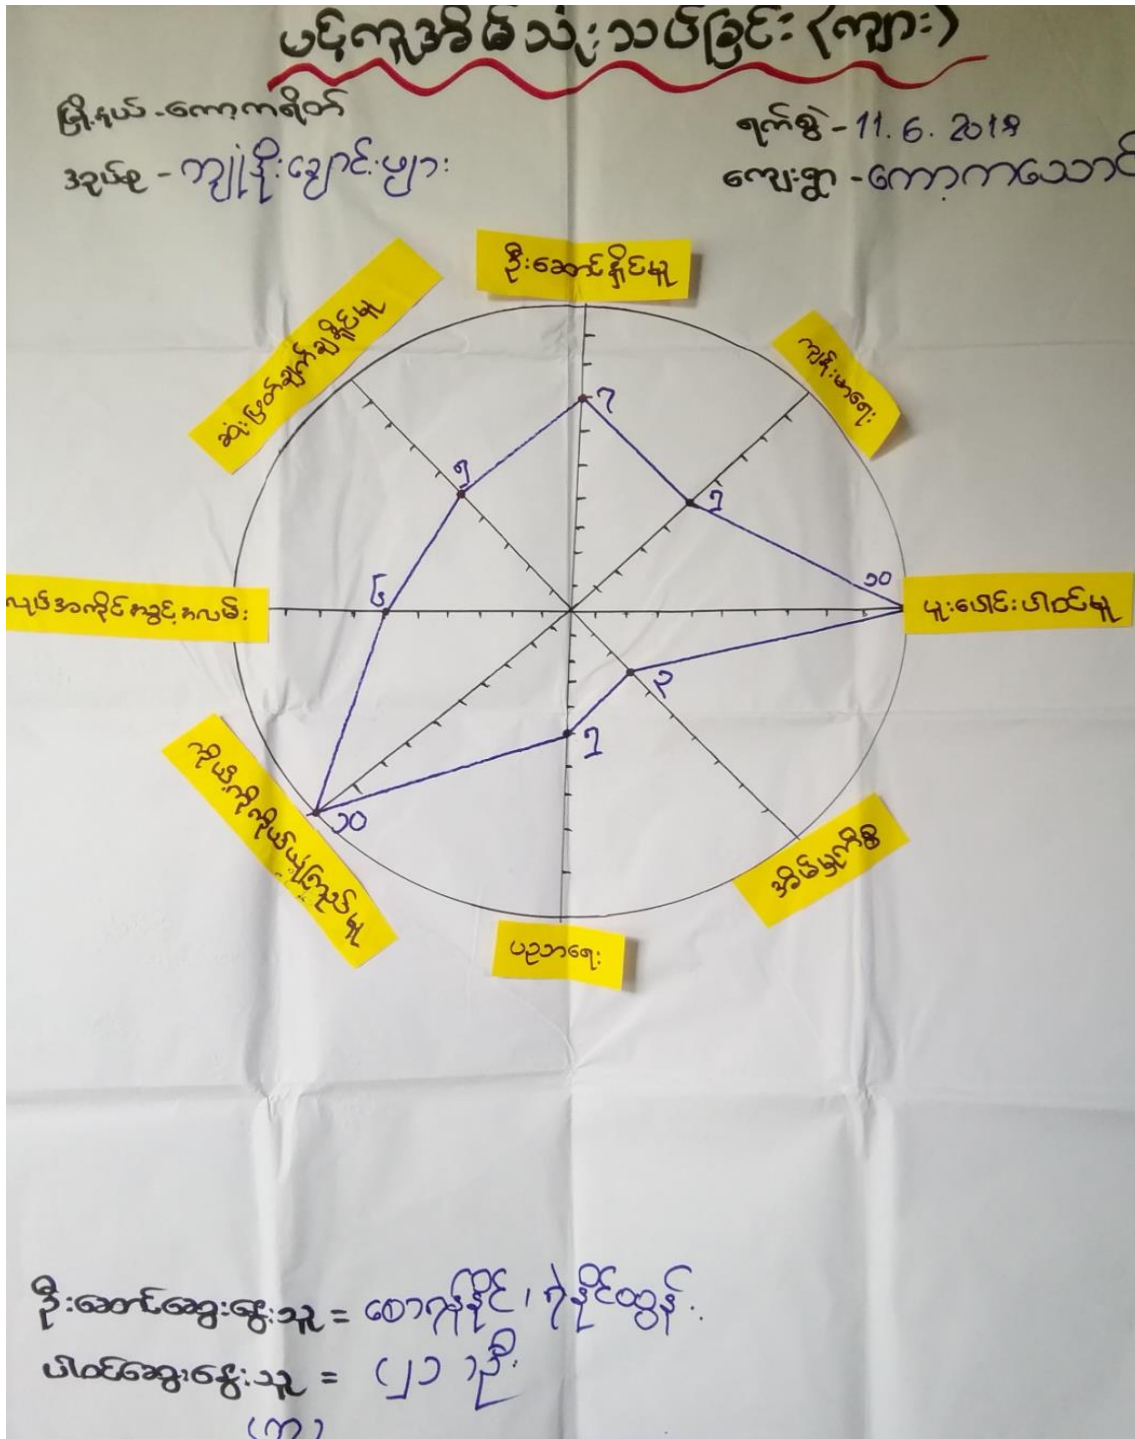 ပင့်ကူအိမ်သုံးသပ်ခြင်း (ကျား)
မြို့နယ် - ကော့ကရိတ်
ရက်စွဲ - 11.6.2018
အုပ်စု - ကျုံဒိုးချောင်းဖျား
ကျေးရွာ - ကော့ကသောင်
ဦးဆောင်နိုင်မှု
ဆုံးဖြတ်ချက်ချနိုင်မှု
ကျန်းမာရေး
၇
၅
၅
၆
၁၀
လုပ်အကိုင်အခွင့်အလမ်း
ပူးပေါင်းပါဝင်မှု
၂
၄
၁၀
ကိုယ့်ကိုကိုယ်ယုံကြည်မှု
အိမ်မှုကိစ္စ
ပညာရေး
ဦးဆောင်ဆွေးနွေးသူ = စောရန်နိုင်၊ ရဲနိုင်ထွန်း
ပါဝင်ဆွေးနွေးသူ = (၂၁) ဦး